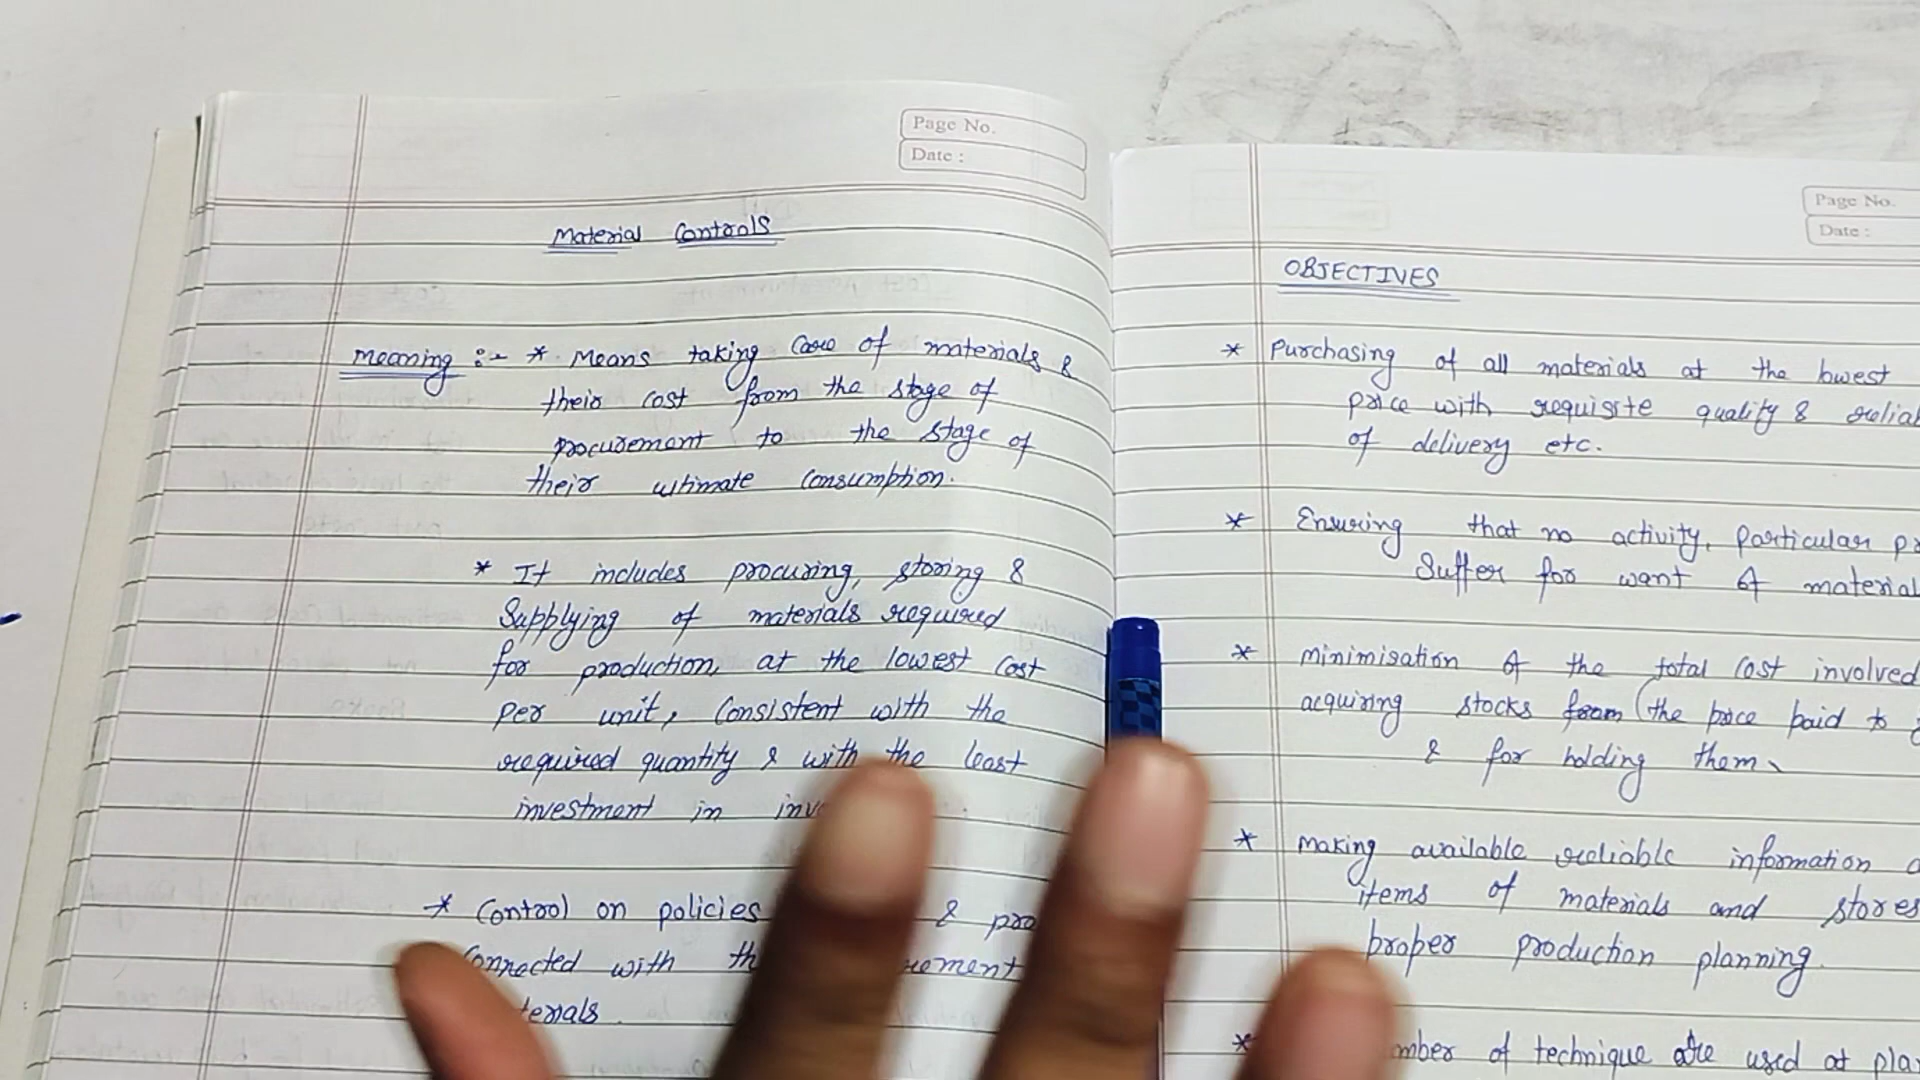 Page No.
Date :
Material Controls
Meaning :- * Means taking Care of materials &
their cost from the stage of
procurement to the stage of
their ultimate Consumption.
* It includes procuring, storing &
Supplying of materials required
for production, at the lowest Cost
per unit, Consistent with the
required quantity & with the least
investment in
* Control on policies &
Connected with
Page No.
Date :
OBJECTIVES
* Purchasing of all materials at the lowest
price with requisite quality &
of delivery etc.
* Ensuring that no activity, particular
Suffer for want of material
* minimisation of the total Cost involved
acquiring stocks from (the price paid to
& for holding them
* Making available reliable information
items of materials and stores
proper production planning.
* of technique are used at